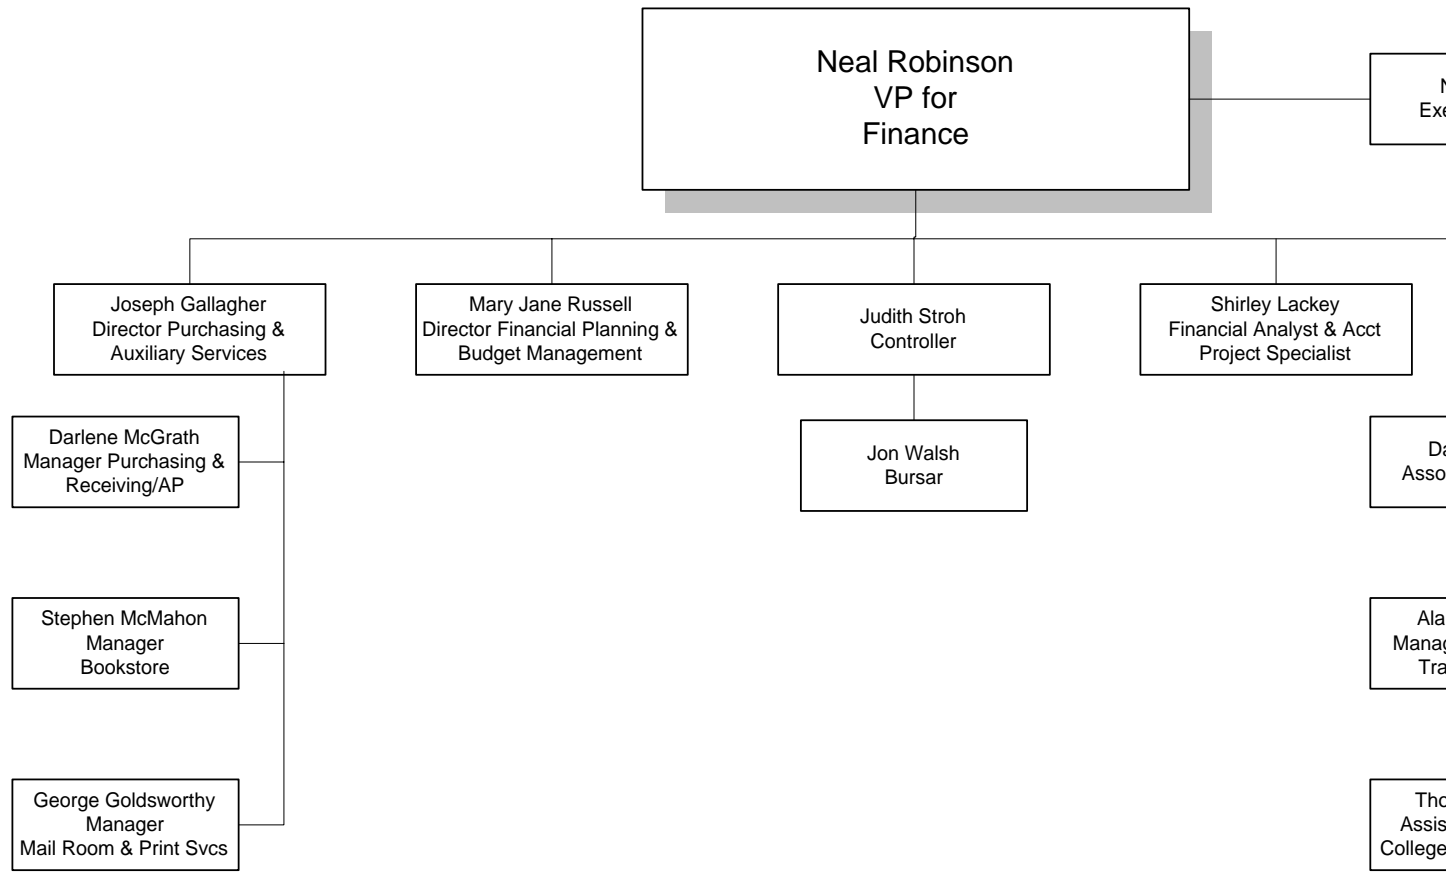 Neal Robinson
VP for
Finance
Joseph Gallagher
Director Purchasing &
Auxiliary Services
Mary Jane Russell
Director Financial Planning &
Budget Management
Judith Stroh
Controller
Shirley Lackey
Financial Analyst & Acct
Project Specialist
Darlene McGrath
Manager Purchasing &
Receiving/AP
Jon Walsh
Bursar
Stephen McMahon
Manager
Bookstore
George Goldsworthy
Manager
Mail Room & Print Svcs
College